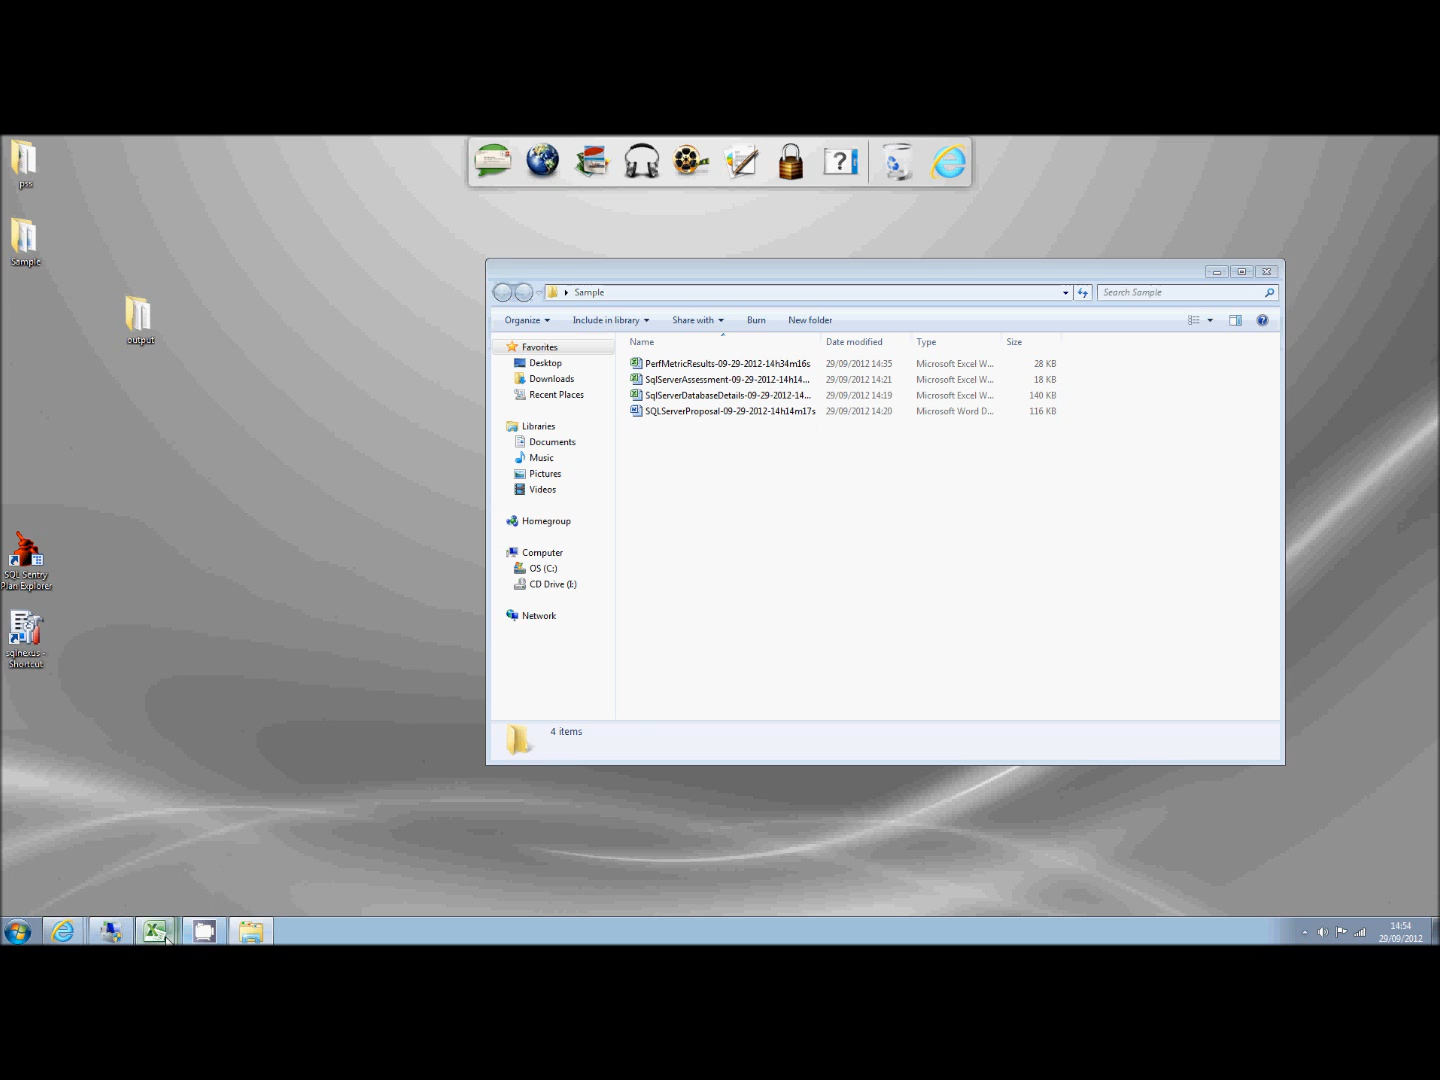 pss
Sample
output
SQL Sentry
Plan Explorer
sqlnexus -
Shortcut
Sample
Search Sample
Organize
Include in library
Share with
Burn
New folder
Favorites
Desktop
Downloads
Recent Places
Libraries
Documents
Music
Pictures
Videos
Homegroup
Computer
OS (C:)
CD Drive (I:)
Network
Name Date modified Type Size
PerfMetricResults-09-29-2012-14h34m16s 29/09/2012 14:35 Microsoft Excel W... 28 KB
SqlServerAssessment-09-29-2012-14h14... 29/09/2012 14:21 Microsoft Excel W... 18 KB
SqlServerDatabaseDetails-09-29-2012-14... 29/09/2012 14:19 Microsoft Excel W... 140 KB
SQLServerProposal-09-29-2012-14h14m17s 29/09/2012 14:20 Microsoft Word D... 116 KB
4 items
14:54
29/09/2012